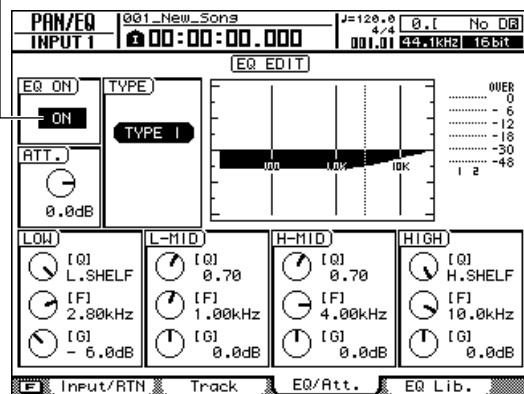 PAN/EQ
INPUT 1
001_New_Song
00:00:00.000
J=120.0
4/4
001.01
0.[ No D
44.1kHz 16bit
EQ EDIT
EQ ON
ON
TYPE
TYPE I
ATT.
0.0dB
100 1.0K 10K
OVER
0
- 6
-12
-18
-30
-48
1 2
LOW
[Q]
L.SHELF
[F]
2.80kHz
[G]
- 6.0dB
L-MID
[Q]
0.70
[F]
1.00kHz
[G]
0.0dB
H-MID
[Q]
0.70
[F]
4.00kHz
[G]
0.0dB
HIGH
[Q]
H.SHELF
[F]
10.0kHz
[G]
0.0dB
F Input/RTN Track EQ/Att. EQ Lib.